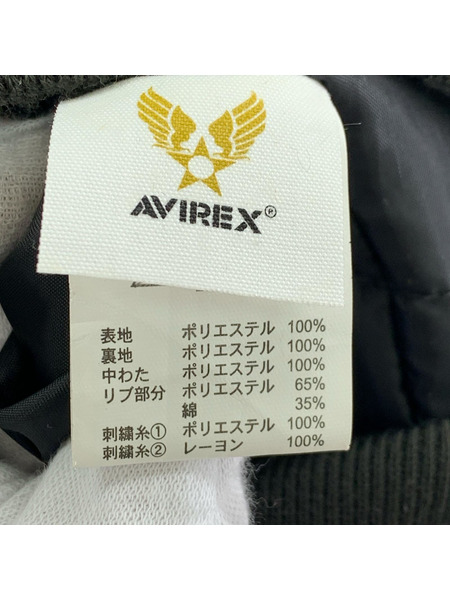 AVIREX®
表地 ポリエステル 100%
裏地 ポリエステル 100%
中わた ポリエステル 100%
リブ部分 ポリエステル 65%
綿 35%
刺繍糸① ポリエステル 100%
刺繍糸② レーヨン 100%